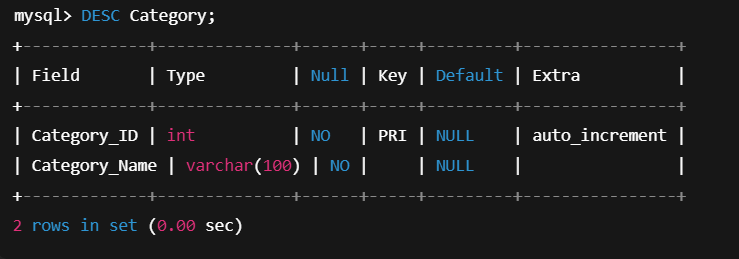 mysql> DESC Category;
+-------------+--------------+------+-----+---------+----------------+
| Field       | Type         | Null | Key | Default | Extra          |
+-------------+--------------+------+-----+---------+----------------+
| Category_ID | int          | NO   | PRI | NULL    | auto_increment |
| Category_Name | varchar(100) | NO |     | NULL    |                |
+-------------+--------------+------+-----+---------+----------------+
2 rows in set (0.00 sec)